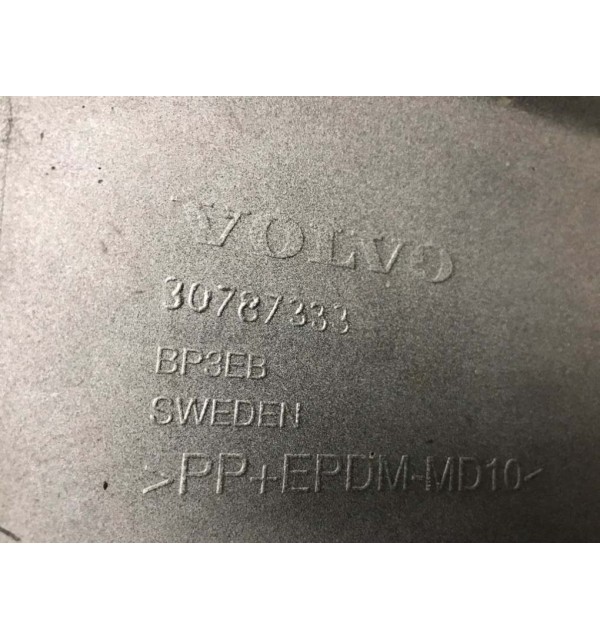 VOLVO
30787333
BP3EB
SWEDEN
>PP+EPDM-MD10<